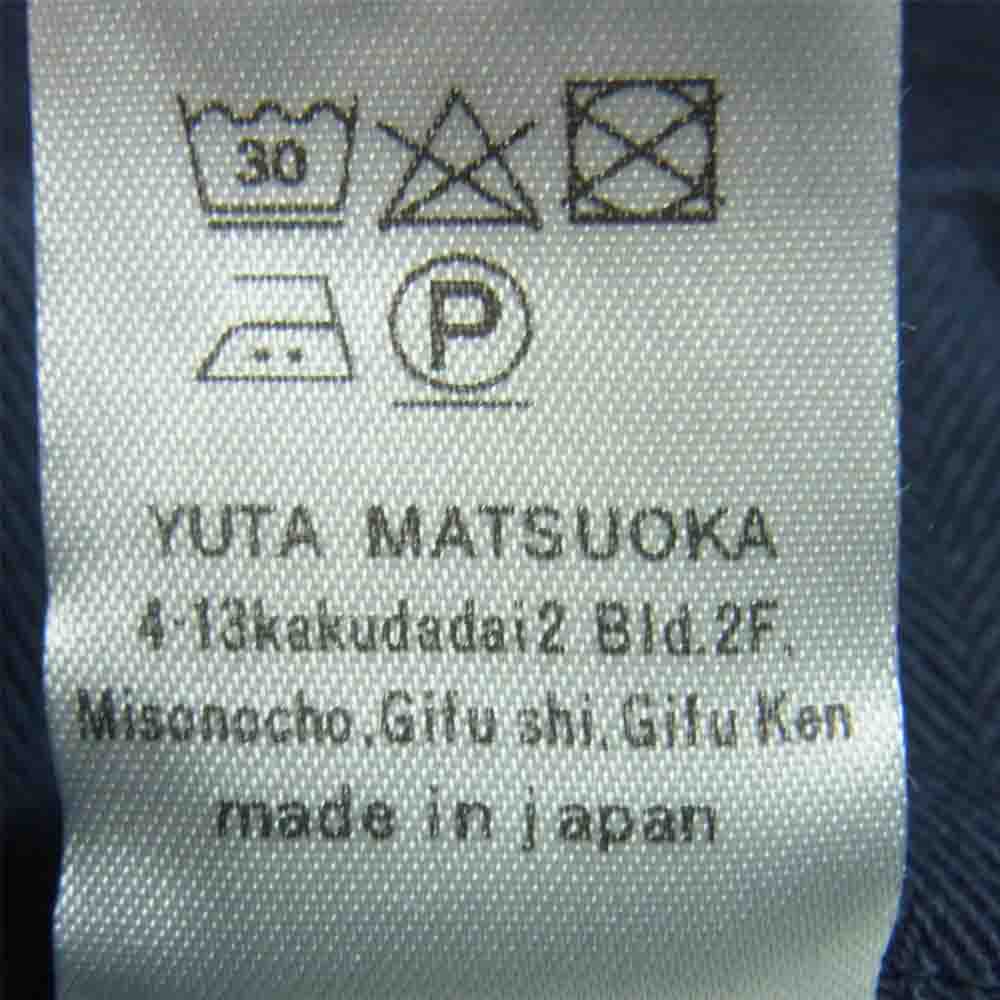 30
P
YUTA MATSUOKA
4-13kakudadai2 Bld.2F.
Misonocho,Gifu shi,Gifu Ken
made in japan